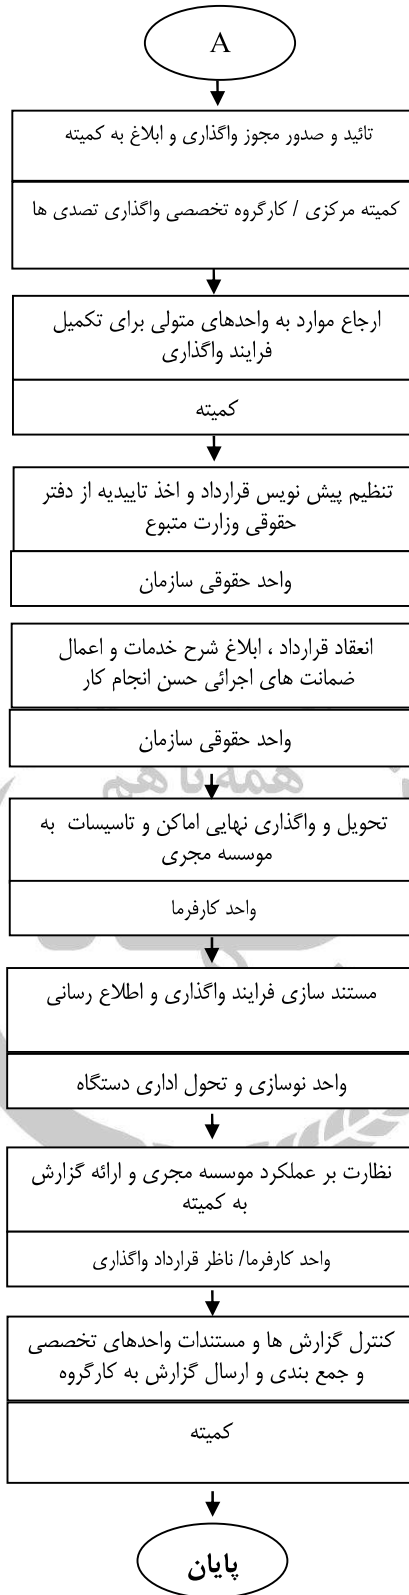 A
تائید و صدور مجوز واگذاری و ابلاغ به کمیته
کمیته مرکزی / کارگروه تخصصی واگذاری تصدی ها
ارجاع موارد به واحدهای متولی برای تکمیل
فرایند واگذاری
کمیته
تنظیم پیش نویس قرارداد و اخذ تاییدیه از دفتر
حقوقی وزارت متبوع
واحد حقوقی سازمان
انعقاد قرارداد ، ابلاغ شرح خدمات و اعمال
ضمانت های اجرائی حسن انجام کار
واحد حقوقی سازمان
همه با هم
تحویل و واگذاری نهایی اماکن و تاسیسات به
موسسه مجری
واحد کارفرما
مستند سازی فرایند واگذاری و اطلاع رسانی
واحد نوسازی و تحول اداری دستگاه
نظارت بر عملکرد موسسه مجری و ارائه گزارش
به کمیته
واحد کارفرما/ ناظر قرارداد واگذاری
کنترل گزارش ها و مستندات واحدهای تخصصی
و جمع بندی و ارسال گزارش به کارگروه
کمیته
پایان